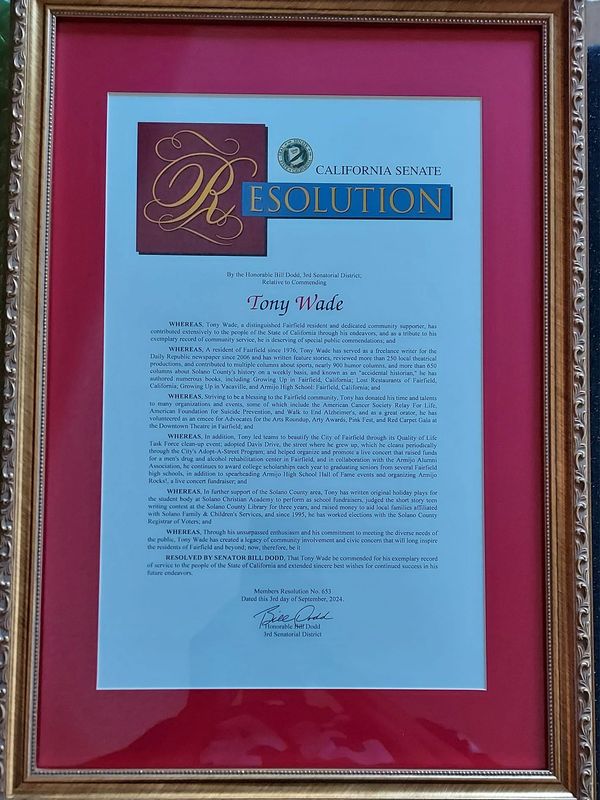 CALIFORNIA SENATE
RESOLUTION
By the Honorable Bill Dodd, 3rd Senatorial District;
Relative to Commending
Tony Wade
WHEREAS, Tony Wade, a distinguished Fairfield resident and dedicated community supporter, has
contributed extensively to the people of the State of California through his endeavors, and as a tribute to his
exemplary record of community service, he is deserving of special public commendations; and
WHEREAS, A resident of Fairfield since 1976, Tony Wade has served as a freelance writer for the
Daily Republic newspaper since 2006 and has written feature stories, reviewed more than 250 local theatrical
productions, and contributed to multiple columns about sports, nearly 900 humor columns, and more than 650
columns about Solano County's history on a weekly basis, and known as an "accidental historian," he has
authored numerous books, including Growing Up in Fairfield, California; Lost Restaurants of Fairfield,
California; Growing Up in Vacaville; and Armijo High School: Fairfield, California; and
WHEREAS, Striving to be a blessing to the Fairfield community, Tony has donated his time and talents
to many organizations and events, some of which include the American Cancer Society Relay For Life,
American Foundation for Suicide Prevention, and Walk to End Alzheimer's, and as a great orator, he has
volunteered as an emcee for Advocates for the Arts Roundup, Arty Awards, Pink Fest, and Red Carpet Gala at
the Downtown Theatre in Fairfield; and
WHEREAS, In addition, Tony led teams to beautify the City of Fairfield through its Quality of Life
Task Force clean-up event; adopted Davis Drive, the street where he grew up, which he cleans periodically
through the City's Adopt-A-Street Program; and helped organize and promote a live concert that raised funds
for a men's drug and alcohol rehabilitation center in Fairfield, and in collaboration with the Armijo Alumni
Association, he continues to award college scholarships each year to graduating seniors from several Fairfield
high schools, in addition to spearheading Armijo High School Hall of Fame events and organizing Armijo
Rocks!, a live concert fundraiser; and
WHEREAS, In further support of the Solano County area, Tony has written original holiday plays for
the student body at Solano Christian Academy to perform as school fundraisers, judged the short story teen
writing contest at the Solano County Library for three years; and raised money to aid local families affiliated
with Solano Family & Children's Services, and since 1995, he has worked elections with the Solano County
Registrar of Voters; and
WHEREAS, Through his unsurpassed enthusiasm and his commitment to meeting the diverse needs of
the public, Tony Wade has created a legacy of community involvement and civic concern that will long inspire
the residents of Fairfield and beyond; now, therefore, be it
RESOLVED BY SENATOR BILL DODD, That Tony Wade be commended for his exemplary record
of service to the people of the State of California and extended sincere best wishes for continued success in his
future endeavors.
Members Resolution No. 653
Dated this 3rd day of September, 2024.
Bill Dodd
Honorable Bill Dodd
3rd Senatorial District